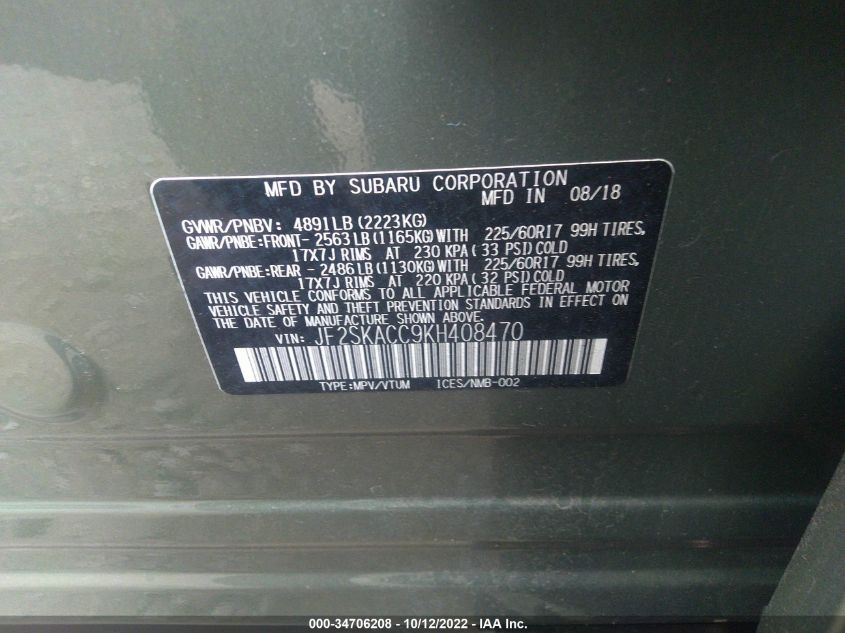 MFD BY SUBARU CORPORATION
MFD IN 08/18
GVWR/PNBV: 4891LB (2223KG)
GAWR/PNBE:FRONT- 2563LB (1165KG)WITH 225/60R17 99H TIRES,
17X7J RIMS AT 230 KPA( 33 PSI) COLD
GAWR/PNBE:REAR - 2486LB (1130KG)WITH 225/60R17 99H TIRES,
17X7J RIMS AT 220 KPA( 32 PSI) COLD
THIS VEHICLE CONFORMS TO ALL APPLICABLE FEDERAL MOTOR
VEHICLE SAFETY AND THEFT PREVENTION STANDARDS IN EFFECT ON
THE DATE OF MANUFACTURE SHOWN ABOVE.
VIN: JF2SKACC9KH408470
TYPE:MPV/VTUM ICES/NMB-002
000-34706208 - 10/12/2022 - IAA Inc.